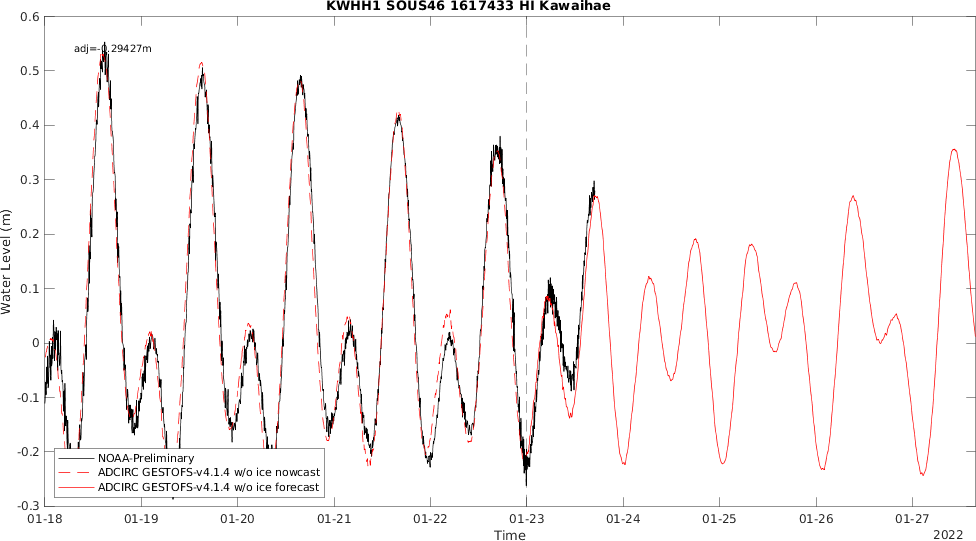 KWHH1 SOUS46 1617433 HI Kawaihae
0.6
adj=-0.29427m
0.5
0.4
0.3
0.2
0.1
0
-0.1
-0.2
-0.3
Water Level (m)
NOAA-Preliminary
ADCIRC GESTOFS-v4.1.4 w/o ice nowcast
ADCIRC GESTOFS-v4.1.4 w/o ice forecast
01-18 01-19 01-20 01-21 01-22 01-23 01-24 01-25 01-26 01-27
Time
2022